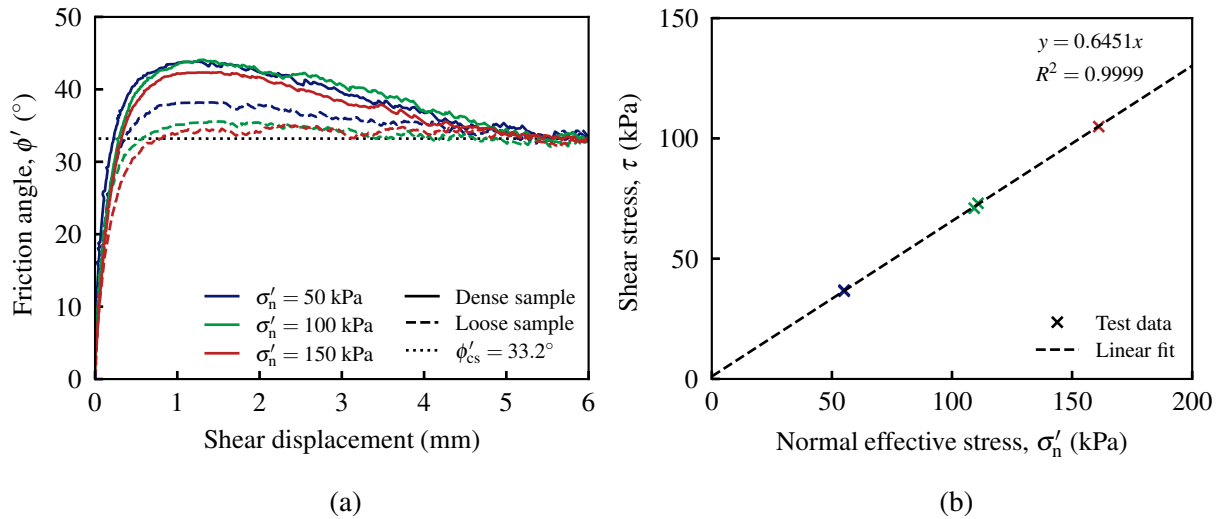 Friction angle, ϕ′ (°)
50
40
30
20
10
0
σ′n = 50 kPa
σ′n = 100 kPa
σ′n = 150 kPa
Dense sample
Loose sample
ϕ′cs = 33.2°
0 1 2 3 4 5 6
Shear displacement (mm)
(a)
Shear stress, τ (kPa)
150
100
50
0
y = 0.6451x
R² = 0.9999
Test data
Linear fit
0 50 100 150 200
Normal effective stress, σ′n (kPa)
(b)